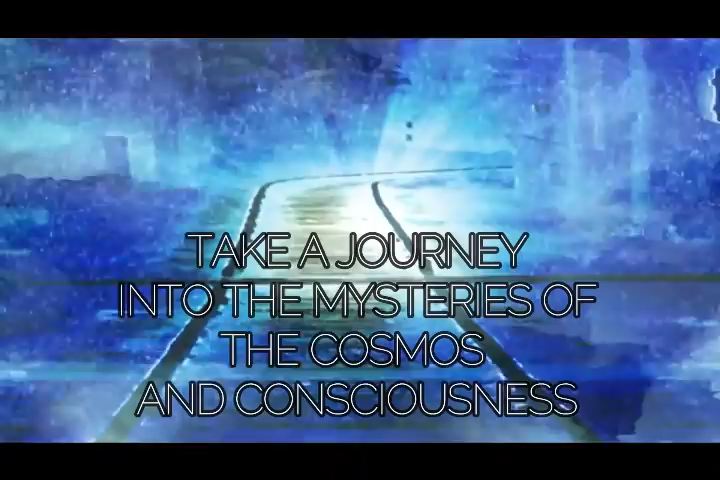 TAKE A JOURNEY
INTO THE MYSTERIES OF
THE COSMOS
AND CONSCIOUSNESS